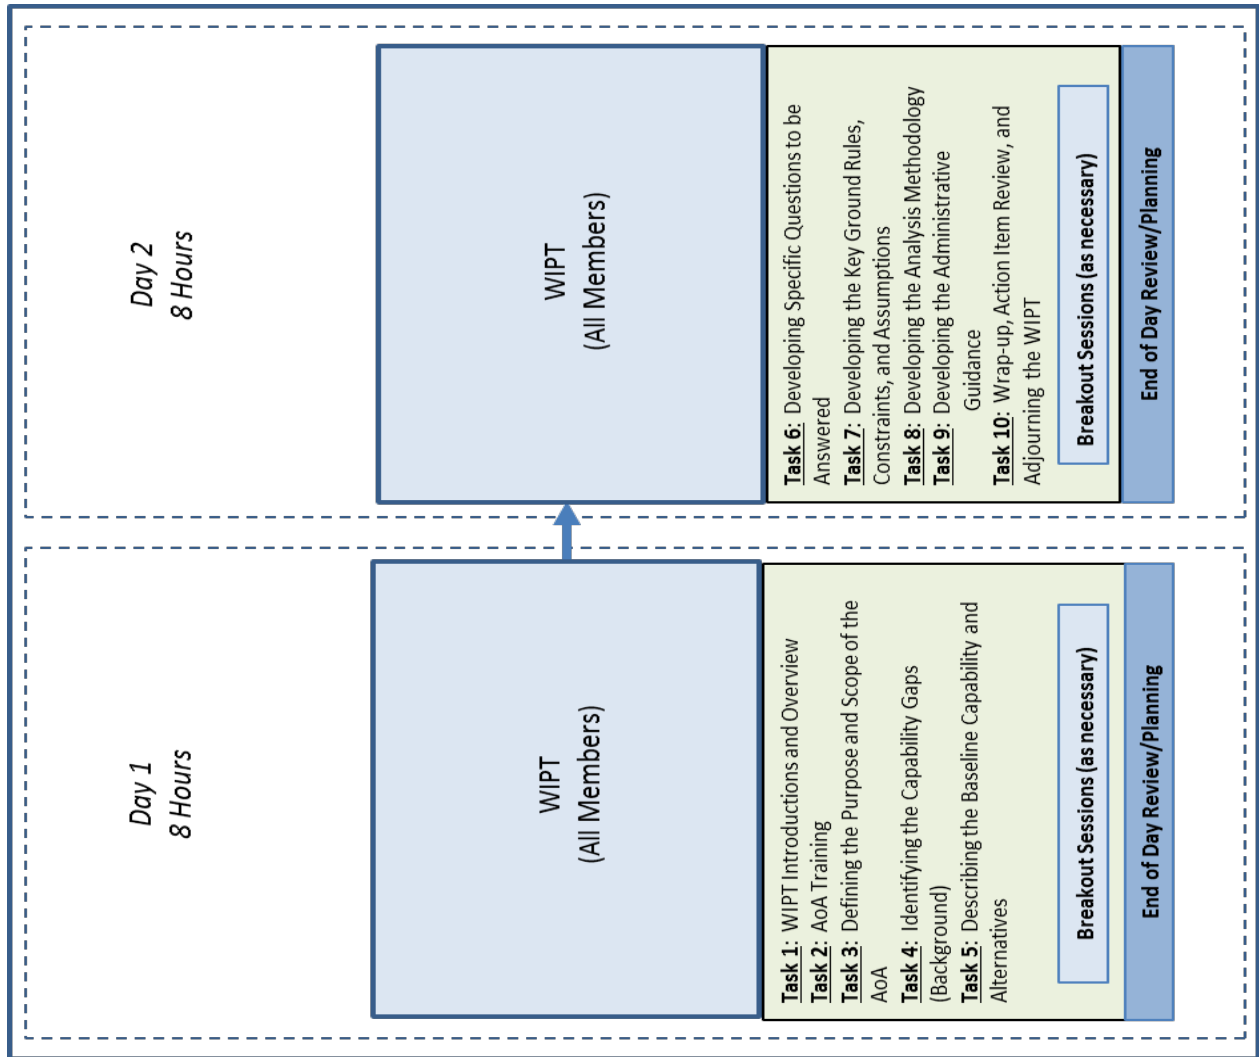 Day 1
8 Hours
WIPT
(All Members)
Task 1: WIPT Introductions and Overview
Task 2: AoA Training
Task 3: Defining the Purpose and Scope of the
AoA
Task 4: Identifying the Capability Gaps
(Background)
Task 5: Describing the Baseline Capability and
Alternatives
Breakout Sessions (as necessary)
End of Day Review/Planning
Day 2
8 Hours
WIPT
(All Members)
Task 6: Developing Specific Questions to be
Answered
Task 7: Developing the Key Ground Rules,
Constraints, and Assumptions
Task 8: Developing the Analysis Methodology
Task 9: Developing the Administrative
Guidance
Task 10: Wrap-up, Action Item Review, and
Adjourning the WIPT
Breakout Sessions (as necessary)
End of Day Review/Planning